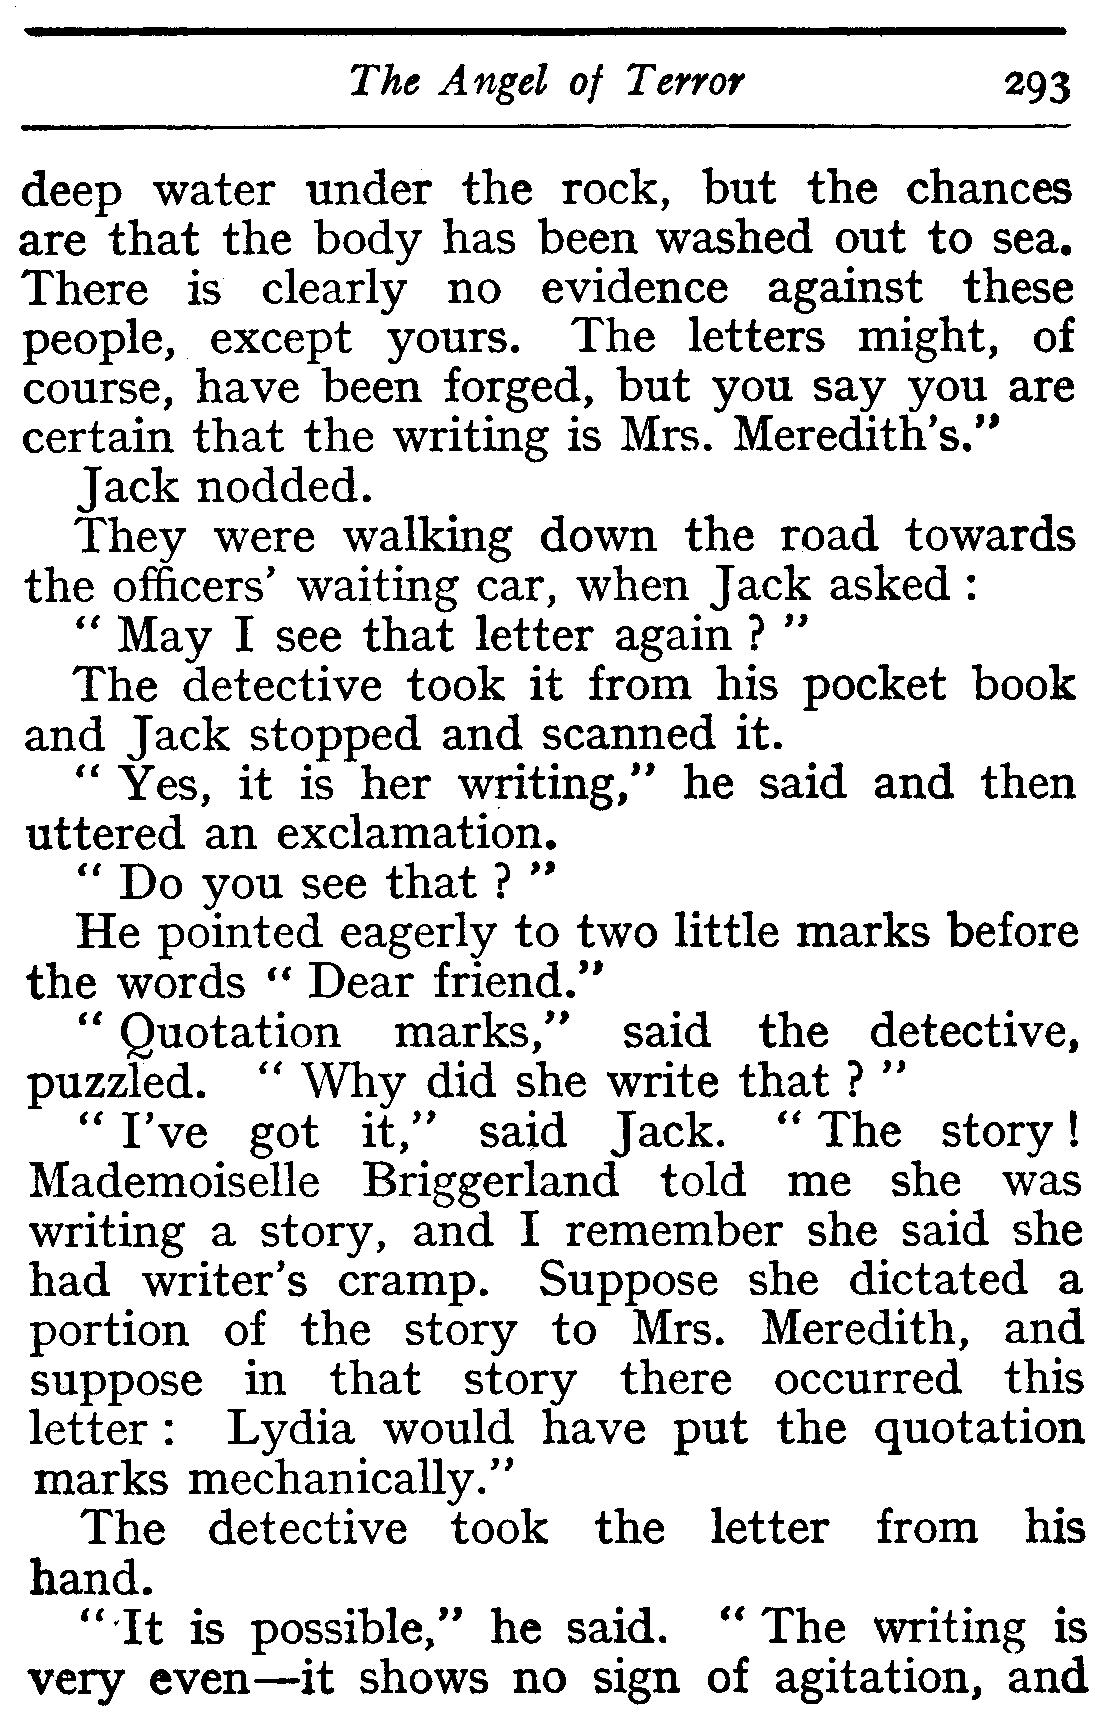 The Angel of Terror 293
deep water under the rock, but the chances
are that the body has been washed out to sea.
There is clearly no evidence against these
people, except yours. The letters might, of
course, have been forged, but you say you are
certain that the writing is Mrs. Meredith's.”
Jack nodded.
They were walking down the road towards
the officers’ waiting car, when Jack asked :
“ May I see that letter again ? ”
The detective took it from his pocket book
and Jack stopped and scanned it.
“ Yes, it is her writing,” he said and then
uttered an exclamation.
“ Do you see that ? ”
He pointed eagerly to two little marks before
the words “ Dear friend.”
“ Quotation marks,” said the detective,
puzzled. “ Why did she write that ? ”
“ I've got it,” said Jack. “ The story !
Mademoiselle Briggerland told me she was
writing a story, and I remember she said she
had writer's cramp. Suppose she dictated a
portion of the story to Mrs. Meredith, and
suppose in that story there occurred this
letter : Lydia would have put the quotation
marks mechanically.”
The detective took the letter from his
hand.
“ It is possible,” he said. “ The writing is
very even—it shows no sign of agitation, and